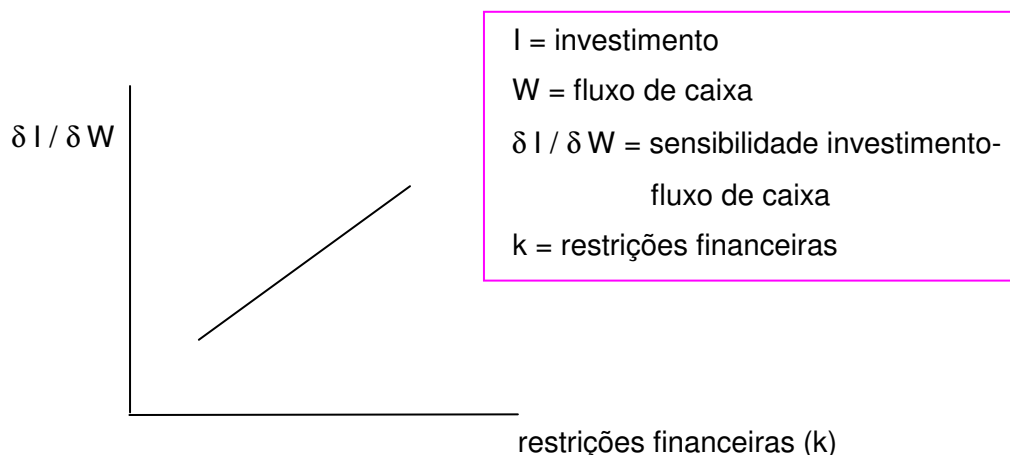 I = investimento
W = fluxo de caixa
δ I / δ W = sensibilidade investimento-
fluxo de caixa
k = restrições financeiras
δ I / δ W
restrições financeiras (k)